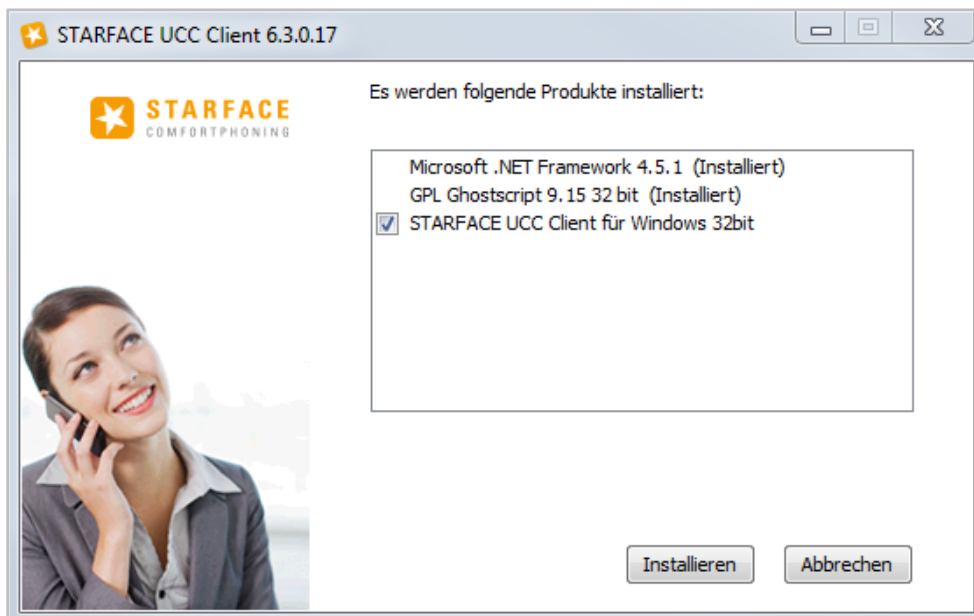 STARFACE UCC Client 6.3.0.17
STARFACE
COMFORTPHONING
Es werden folgende Produkte installiert:
Microsoft .NET Framework 4.5.1 (Installiert)
GPL Ghostscript 9.15 32 bit (Installiert)
STARFACE UCC Client für Windows 32bit
Installieren
Abbrechen